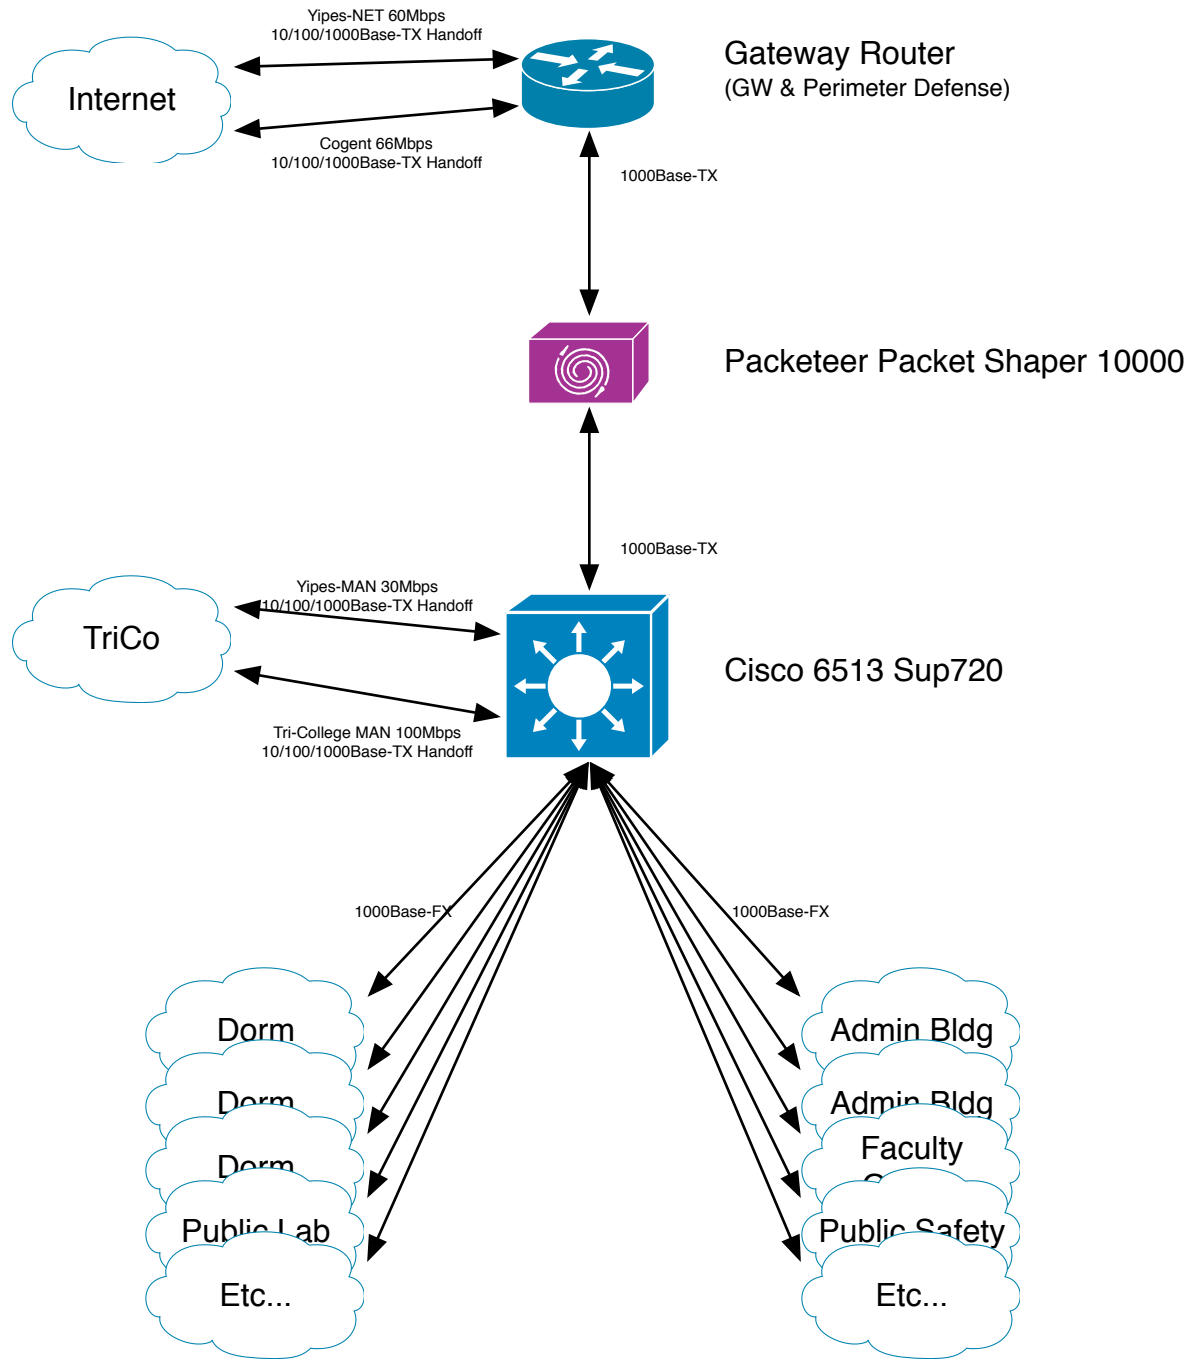 Yipes-NET 60Mbps
10/100/1000Base-TX Handoff
Internet
Gateway Router
(GW & Perimeter Defense)
Cogent 66Mbps
10/100/1000Base-TX Handoff
1000Base-TX
Packeteer Packet Shaper 10000
1000Base-TX
Yipes-MAN 30Mbps
10/100/1000Base-TX Handoff
TriCo
Cisco 6513 Sup720
Tri-College MAN 100Mbps
10/100/1000Base-TX Handoff
1000Base-FX
1000Base-FX
Dorm
Dorm
Dorm
Public Lab
Etc...
Admin Bldg
Admin Bldg
Faculty
Public Safety
Etc...